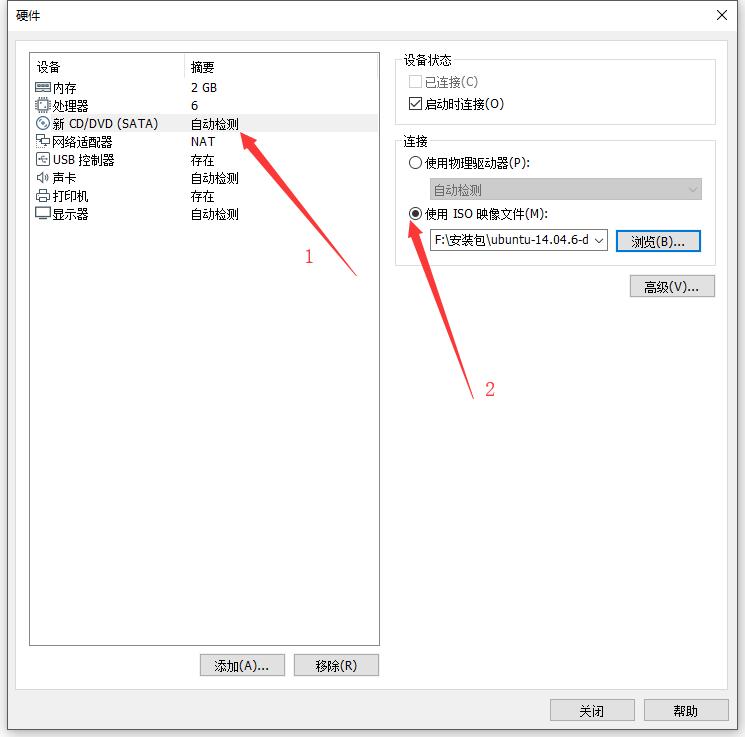 硬件
设备 摘要
内存 2 GB
处理器 6
新 CD/DVD (SATA) 自动检测
网络适配器 NAT
USB 控制器 存在
声卡 自动检测
打印机 存在
显示器 自动检测
1
添加(A)... 移除(R)
设备状态
已连接(C)
启动时连接(O)
连接
使用物理驱动器(P):
自动检测
使用 ISO 映像文件(M):
F:\安装包\ubuntu-14.04.6-d 浏览(B)...
高级(V)...
2
关闭 帮助